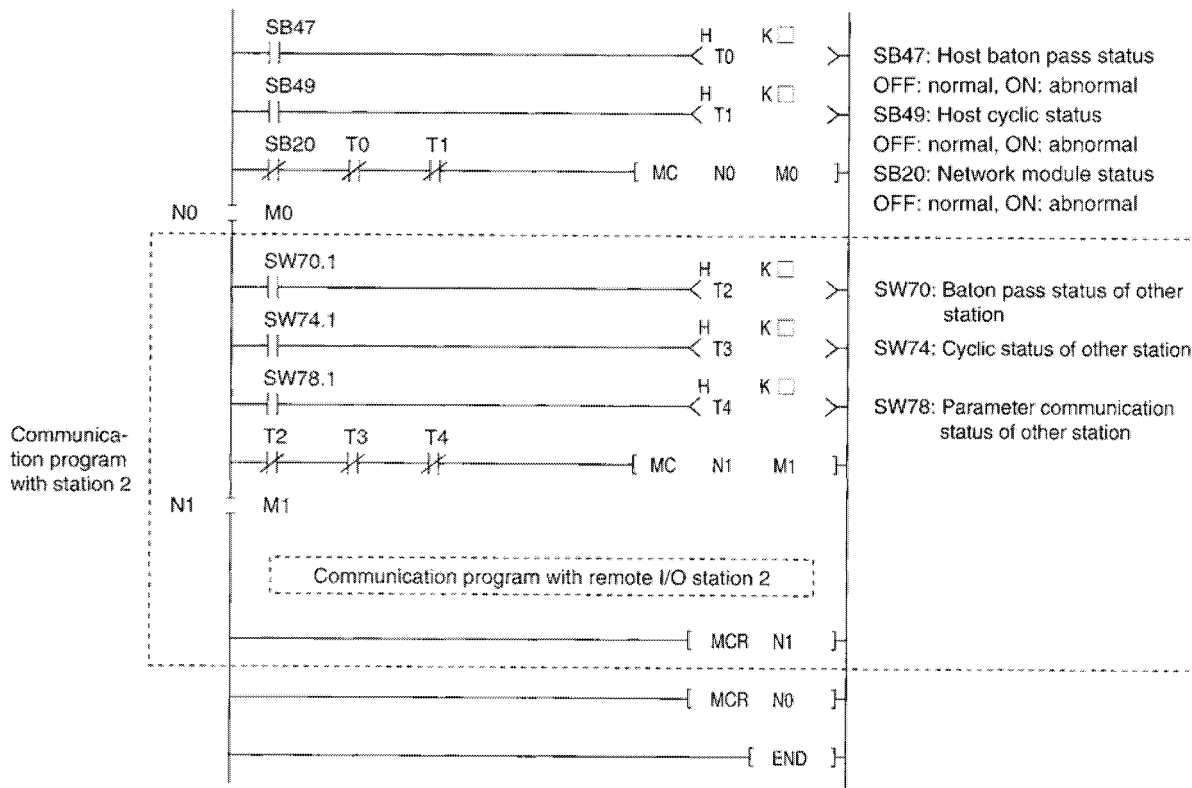 SB47
H K□
T0
SB47: Host baton pass status
OFF: normal, ON: abnormal
SB49
H K□
T1
SB49: Host cyclic status
OFF: normal, ON: abnormal
SB20 T0 T1
MC N0 M0
SB20: Network module status
OFF: normal, ON: abnormal
N0 M0
SW70.1
H K□
T2
SW70: Baton pass status of other
station
SW74.1
H K□
T3
SW74: Cyclic status of other station
SW78.1
H K□
T4
SW78: Parameter communication
status of other station
Communica-
tion program
with station 2
T2 T3 T4
MC N1 M1
N1 M1
Communication program with remote I/O station 2
MCR N1
MCR N0
END